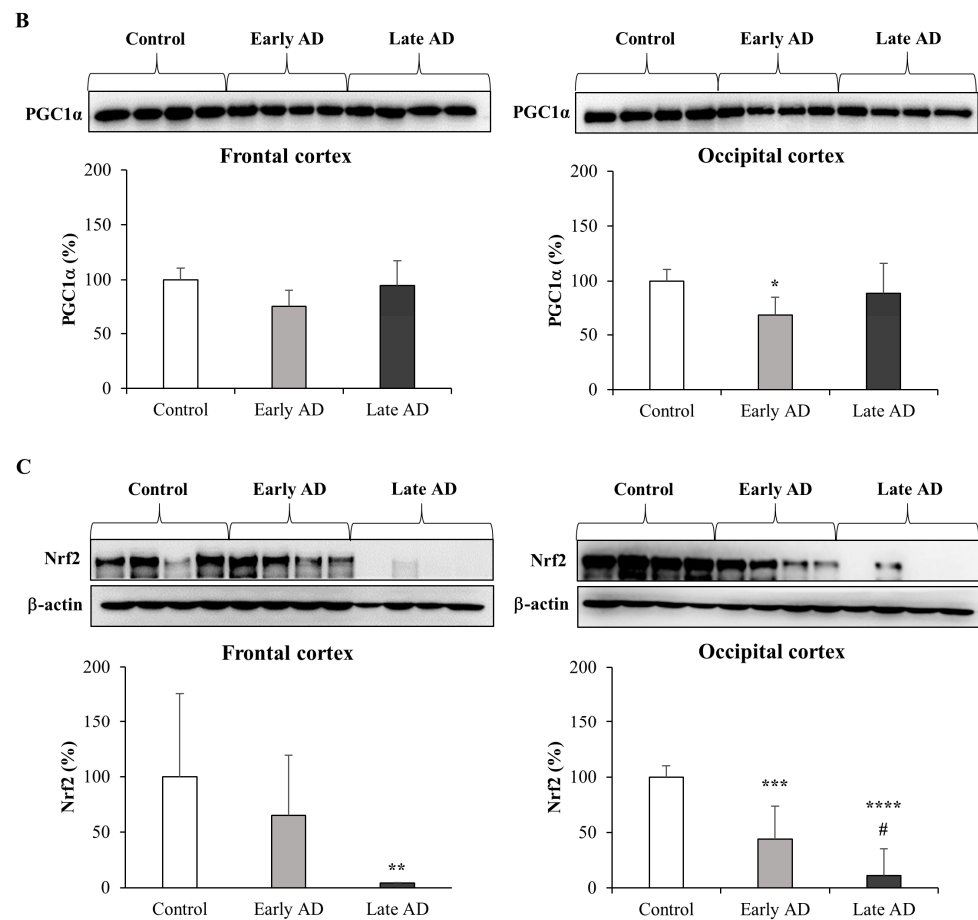 B
Control Early AD Late AD
PGC1α
Frontal cortex
200
150
100
50
0
PGC1α (%)
Control Early AD Late AD
Control Early AD Late AD
PGC1α
Occipital cortex
200
150
100
50
0
PGC1α (%)
*
Control Early AD Late AD
C
Control Early AD Late AD
Nrf2
β-actin
Frontal cortex
200
150
100
50
0
Nrf2 (%)
**
Control Early AD Late AD
Control Early AD Late AD
Nrf2
β-actin
Occipital cortex
200
150
100
50
0
Nrf2 (%)
***
****
#
Control Early AD Late AD